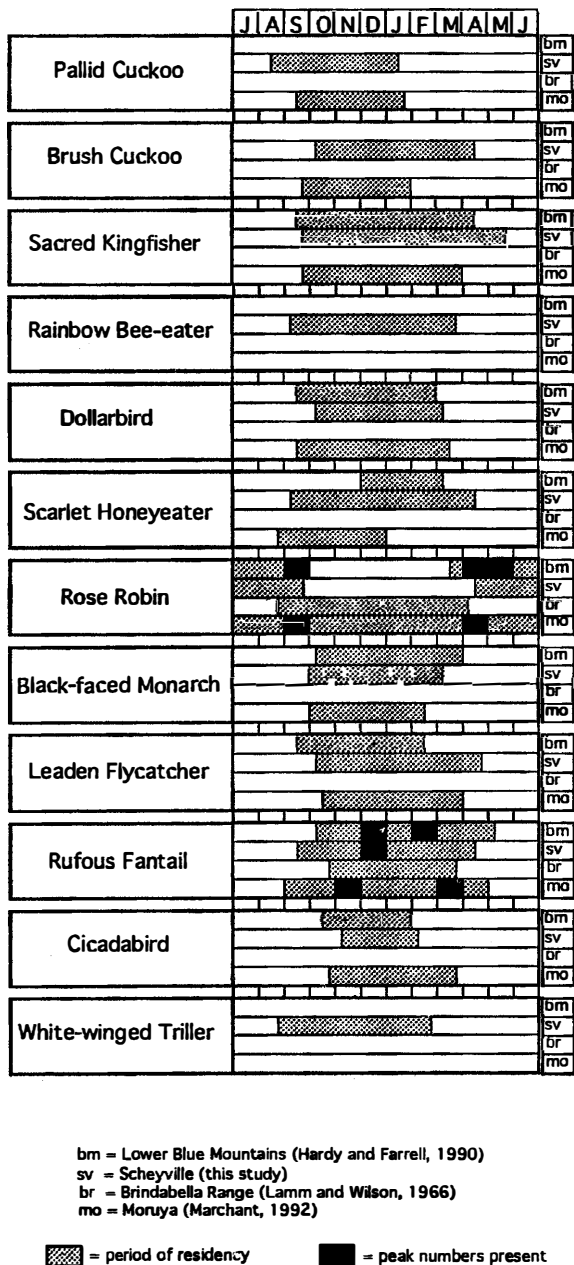 J A S O N D J F M A M J
Pallid Cuckoo
bm
sv
br
mo
Brush Cuckoo
bm
sv
br
mo
Sacred Kingfisher
bm
sv
br
mo
Rainbow Bee-eater
bm
sv
br
mo
Dollarbird
bm
sv
br
mo
Scarlet Honeyeater
bm
sv
br
mo
Rose Robin
bm
sv
br
mo
Black-faced Monarch
bm
sv
br
mo
Leaden Flycatcher
bm
sv
br
mo
Rufous Fantail
bm
sv
br
mo
Cicadabird
bm
sv
br
mo
White-winged Triller
bm
sv
br
mo
bm = Lower Blue Mountains (Hardy and Farrell, 1990)
sv = Scheyville (this study)
br = Brindabella Range (Lamm and Wilson, 1966)
mo = Moruya (Marchant, 1992)
= period of residency = peak numbers present